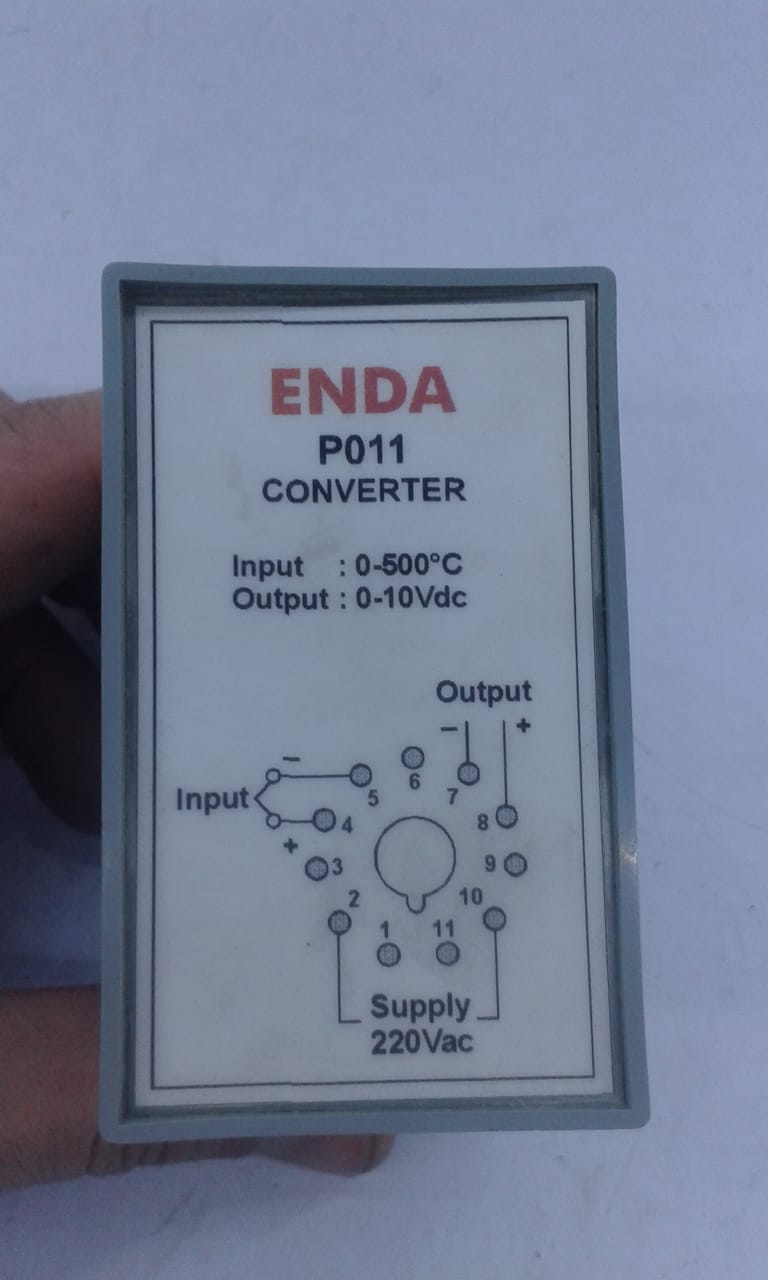 ENDA
P011
CONVERTER
Input : 0-500°C
Output : 0-10Vdc
Output
- +
-
Input
+
6
5
7
4
8
3
9
2
10
1
11
Supply
220Vac